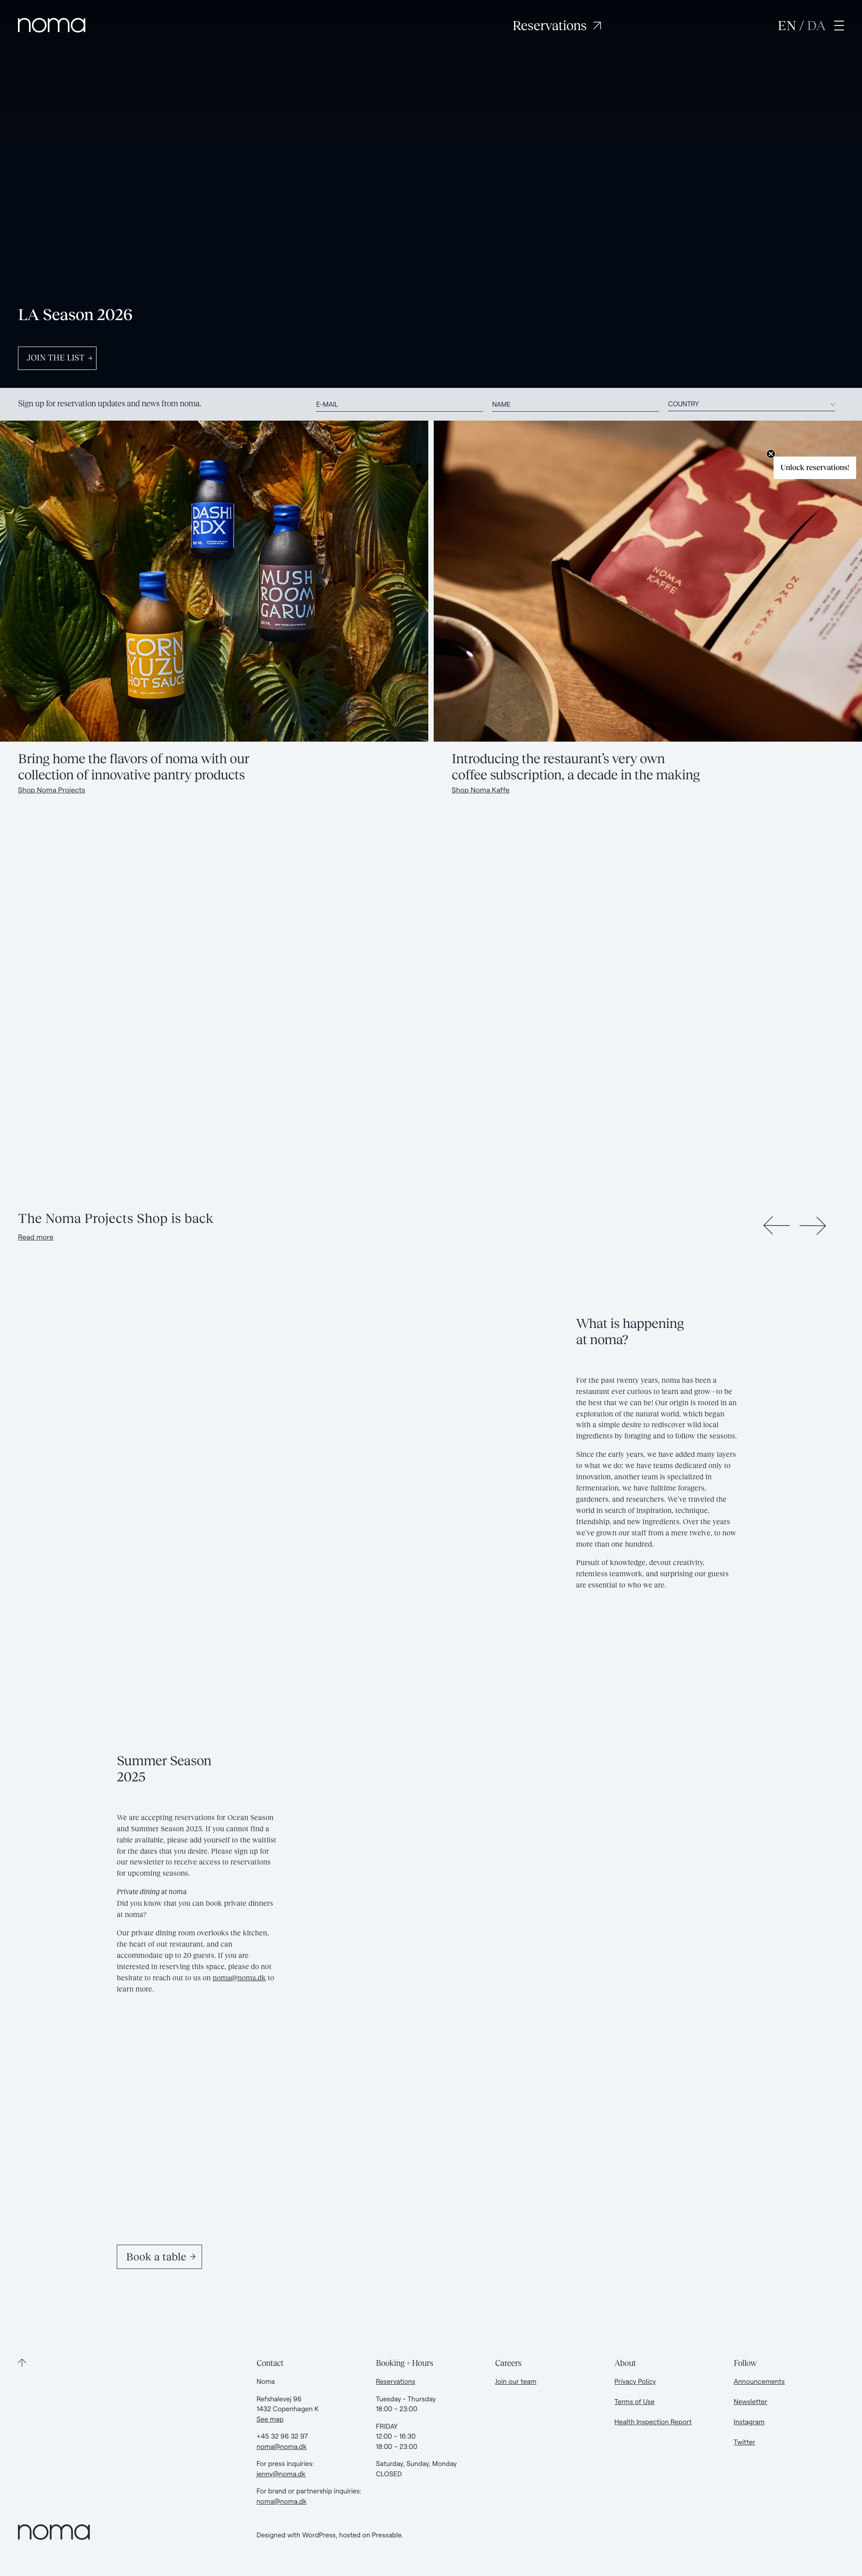 noma
Reservations
EN / DA
LA Season 2026
JOIN THE LIST
Sign up for reservation updates and news from noma.
E-MAIL
NAME
COUNTRY
Unlock reservations!
DASHI
RDX
MUSH
ROOM
GARUM
CORN
YUZU
HOT SAUCE
NOMA
KAFFE
NOMA KAFFE
Bring home the flavors of noma with our
collection of innovative pantry products
Shop Noma Projects
Introducing the restaurant’s very own
coffee subscription, a decade in the making
Shop Noma Kaffe
The Noma Projects Shop is back
Read more
What is happening
at noma?
For the past twenty years, noma has been a
restaurant ever curious to learn and grow—to be
the best that we can be! Our origin is rooted in an
exploration of the natural world, which began
with a simple desire to rediscover wild local
ingredients by foraging and to follow the seasons.
Since the early years, we have added many layers
to what we do; we have teams dedicated only to
innovation, another team is specialized in
fermentation, we have fulltime foragers,
gardeners, and researchers. We’ve traveled the
world in search of inspiration, technique,
friendship, and new ingredients. Over the years
we’ve grown our staff from a mere twelve, to now
more than one hundred.
Pursuit of knowledge, devout creativity,
relentless teamwork, and surprising our guests
are essential to who we are.
Summer Season
2025
We are accepting reservations for Ocean Season
and Summer Season 2025. If you cannot find a
table available, please add yourself to the waitlist
for the dates that you desire. Please sign up for
our newsletter to receive access to reservations
for upcoming seasons.
Private dining at noma
Did you know that you can book private dinners
at noma?
Our private dining room overlooks the kitchen,
the heart of our restaurant, and can
accommodate up to 20 guests. If you are
interested in reserving this space, please do not
hesitate to reach out to us on noma@noma.dk to
learn more.
Book a table
Contact
Noma
Refshalevej 96
1432 Copenhagen K
See map
+45 32 96 32 97
noma@noma.dk
For press inquiries:
jenny@noma.dk
For brand or partnership inquiries:
noma@noma.dk
Booking + Hours
Reservations
Tuesday - Thursday
18:00 – 23:00
FRIDAY
12:00 – 16:30
18:00 – 23:00
Saturday, Sunday, Monday
CLOSED
Careers
Join our team
About
Privacy Policy
Terms of Use
Health Inspection Report
Follow
Announcements
Newsletter
Instagram
Twitter
noma
Designed with WordPress, hosted on Pressable.